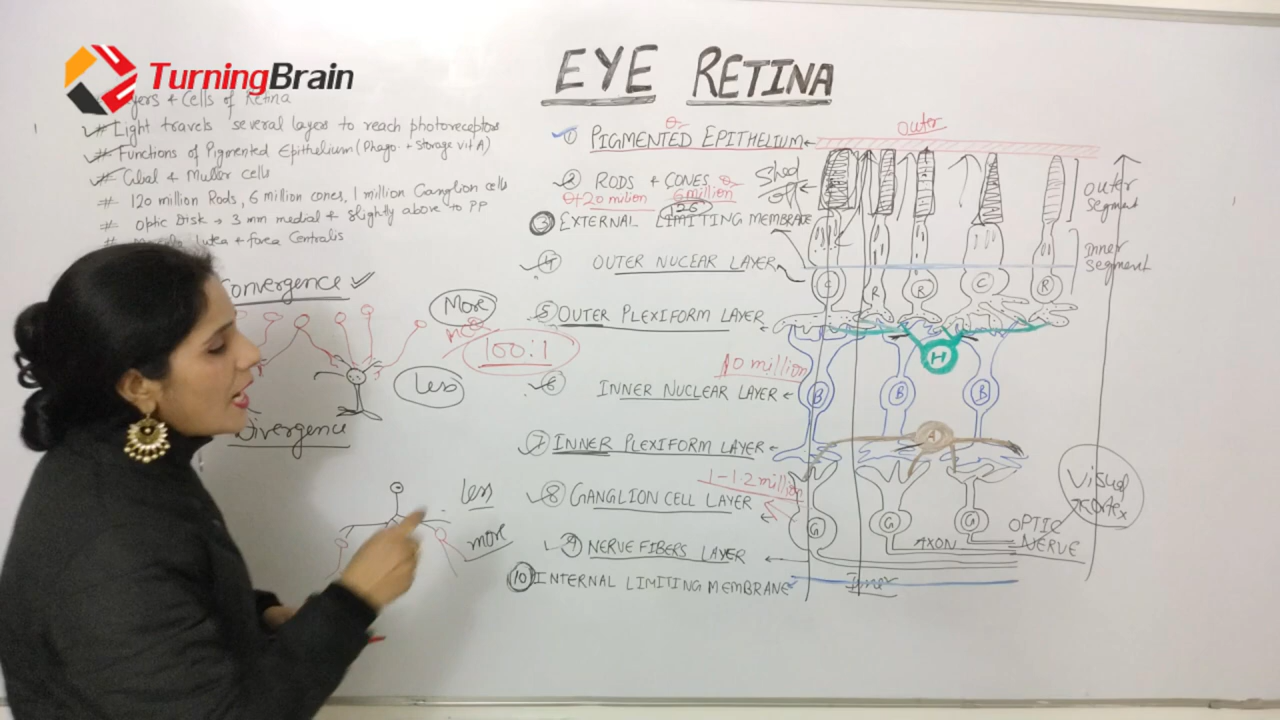 TurningBrain
EYE RETINA
Layers & Cells of Retina
# Light travels several layers to reach photoreceptors
# Functions of Pigmented Epithelium (Phago. + Storage vit A)
# Cubal + Muller cells
# 120 million Rods, 6 million cones, 1 million Ganglion cells
# optic Disk → 3 mm medial & slightly above to PP
# Macula lutea + fovea Centralis
Convergence ✓
More
100:1
Less
Divergence
less
more
① PIGMENTED EPITHELIUM
② RODS + CONES
120 million 6 million
125
③ EXTERNAL LIMITING MEMBRANE
④ OUTER NUCEAR LAYER
⑤ OUTER PLEXIFORM LAYER
10 million
⑥ INNER NUCLEAR LAYER
⑦ INNER PLEXIFORM LAYER
1-1.2 million
⑧ GANGLION CELL LAYER
⑨ NERVE FIBERS LAYER
⑩ INTERNAL LIMITING MEMBRANE
outer
Shed off
Outer Segment
Inner Segment
C R R C R
H
B B B
A
G G G
AXON
OPTIC NERVE
Visual Cortex
Inner